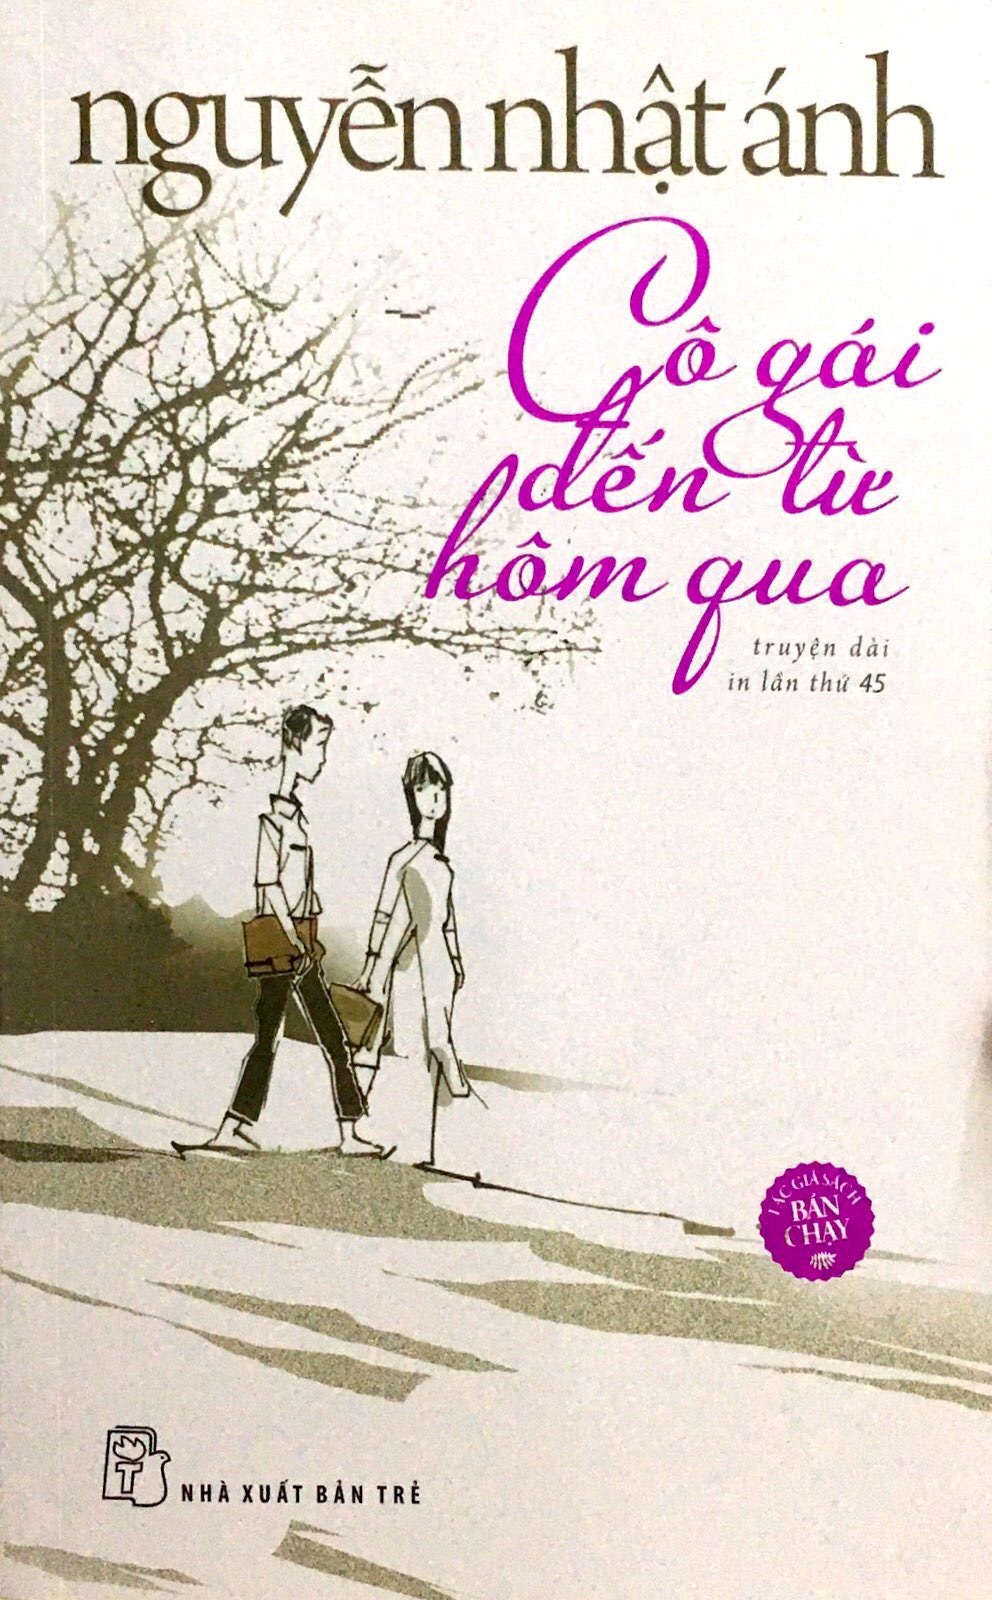 nguyễn nhật ánh
Cô gái
đến từ
hôm qua
truyện dài
in lần thứ 45
TÁC GIẢ SÁCH
BÁN
CHẠY
NHÀ XUẤT BẢN TRẺ